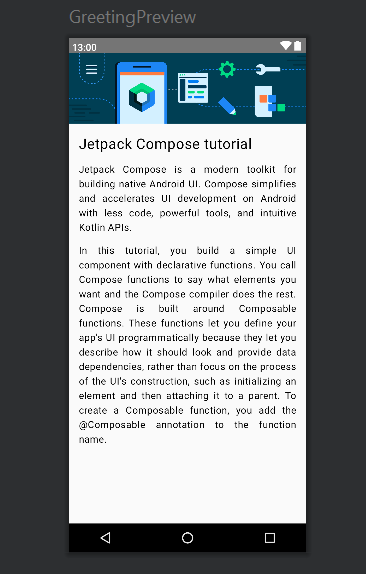 GreetingPreview
13:00
Jetpack Compose tutorial
Jetpack Compose is a modern toolkit for
building native Android UI. Compose simplifies
and accelerates UI development on Android
with less code, powerful tools, and intuitive
Kotlin APIs.
In this tutorial, you build a simple UI
component with declarative functions. You call
Compose functions to say what elements you
want and the Compose compiler does the rest.
Compose is built around Composable
functions. These functions let you define your
app's UI programmatically because they let you
describe how it should look and provide data
dependencies, rather than focus on the process
of the UI's construction, such as initializing an
element and then attaching it to a parent. To
create a Composable function, you add the
@Composable annotation to the function
name.